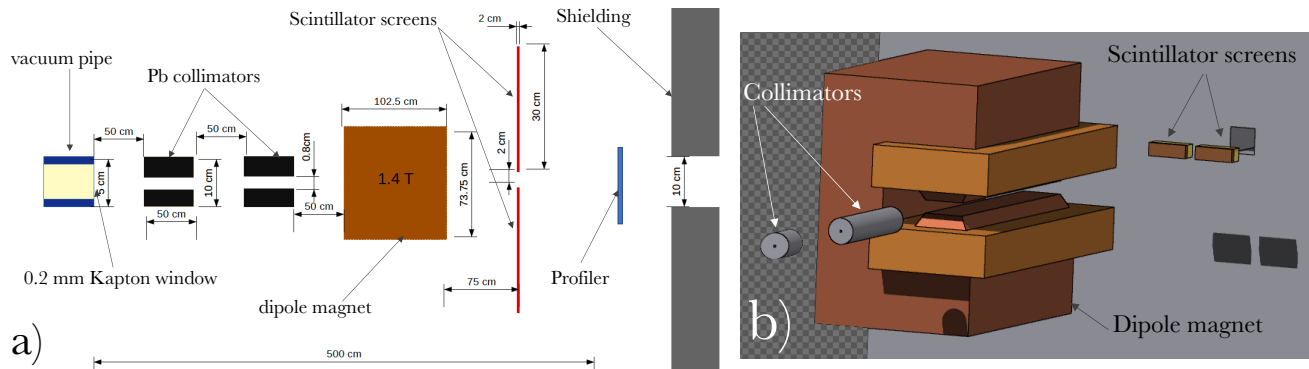 Scintillator screens
2 cm
Shielding
vacuum pipe
Pb collimators
30 cm
102.5 cm
50 cm
50 cm
0.8cm
2 cm
5 cm
10 cm
1.4 T
73.75 cm
10 cm
50 cm
50 cm
0.2 mm Kapton window
dipole magnet
75 cm
Profiler
a)
500 cm
Scintillator screens
Collimators
b)
Dipole magnet